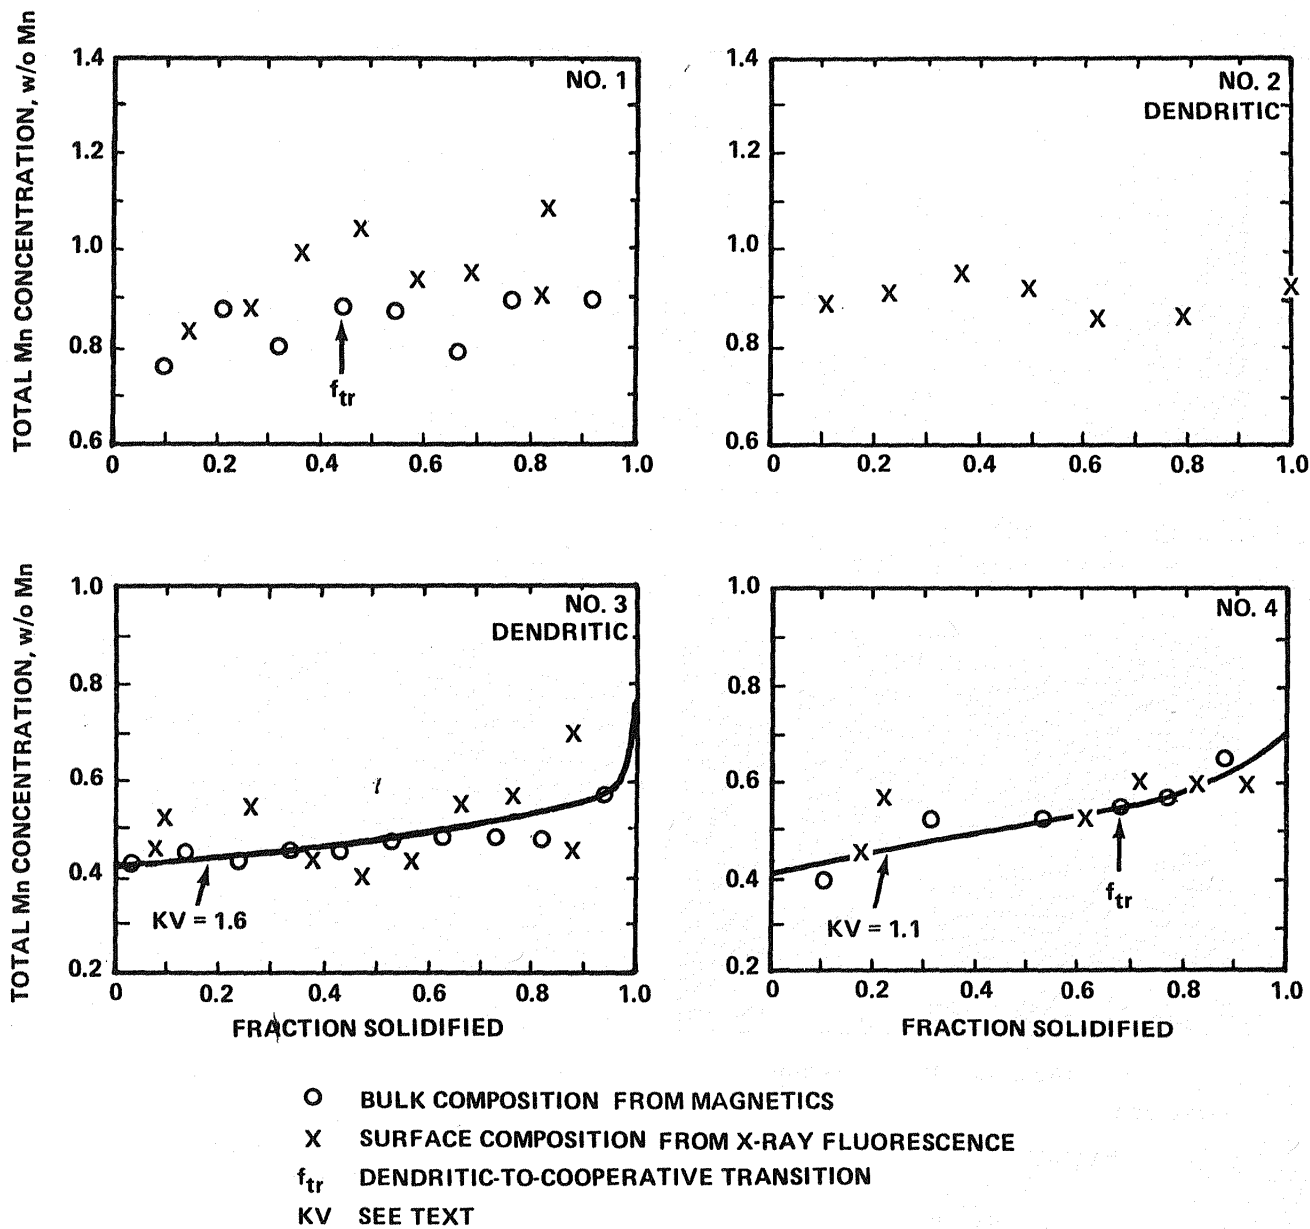 TOTAL Mn CONCENTRATION, w/o Mn
1.4
1.2
1.0
0.8
0.6
0 0.2 0.4 0.6 0.8 1.0
NO. 1
ftr
1.4
1.2
1.0
0.8
0.6
0 0.2 0.4 0.6 0.8 1.0
NO. 2
DENDRITIC
TOTAL Mn CONCENTRATION, w/o Mn
1.0
0.8
0.6
0.4
0.2
0 0.2 0.4 0.6 0.8 1.0
NO. 3
DENDRITIC
KV = 1.6
FRACTION SOLIDIFIED
1.0
0.8
0.6
0.4
0.2
0 0.2 0.4 0.6 0.8 1.0
NO. 4
ftr
KV = 1.1
FRACTION SOLIDIFIED
O BULK COMPOSITION FROM MAGNETICS
X SURFACE COMPOSITION FROM X-RAY FLUORESCENCE
ftr DENDRITIC-TO-COOPERATIVE TRANSITION
KV SEE TEXT